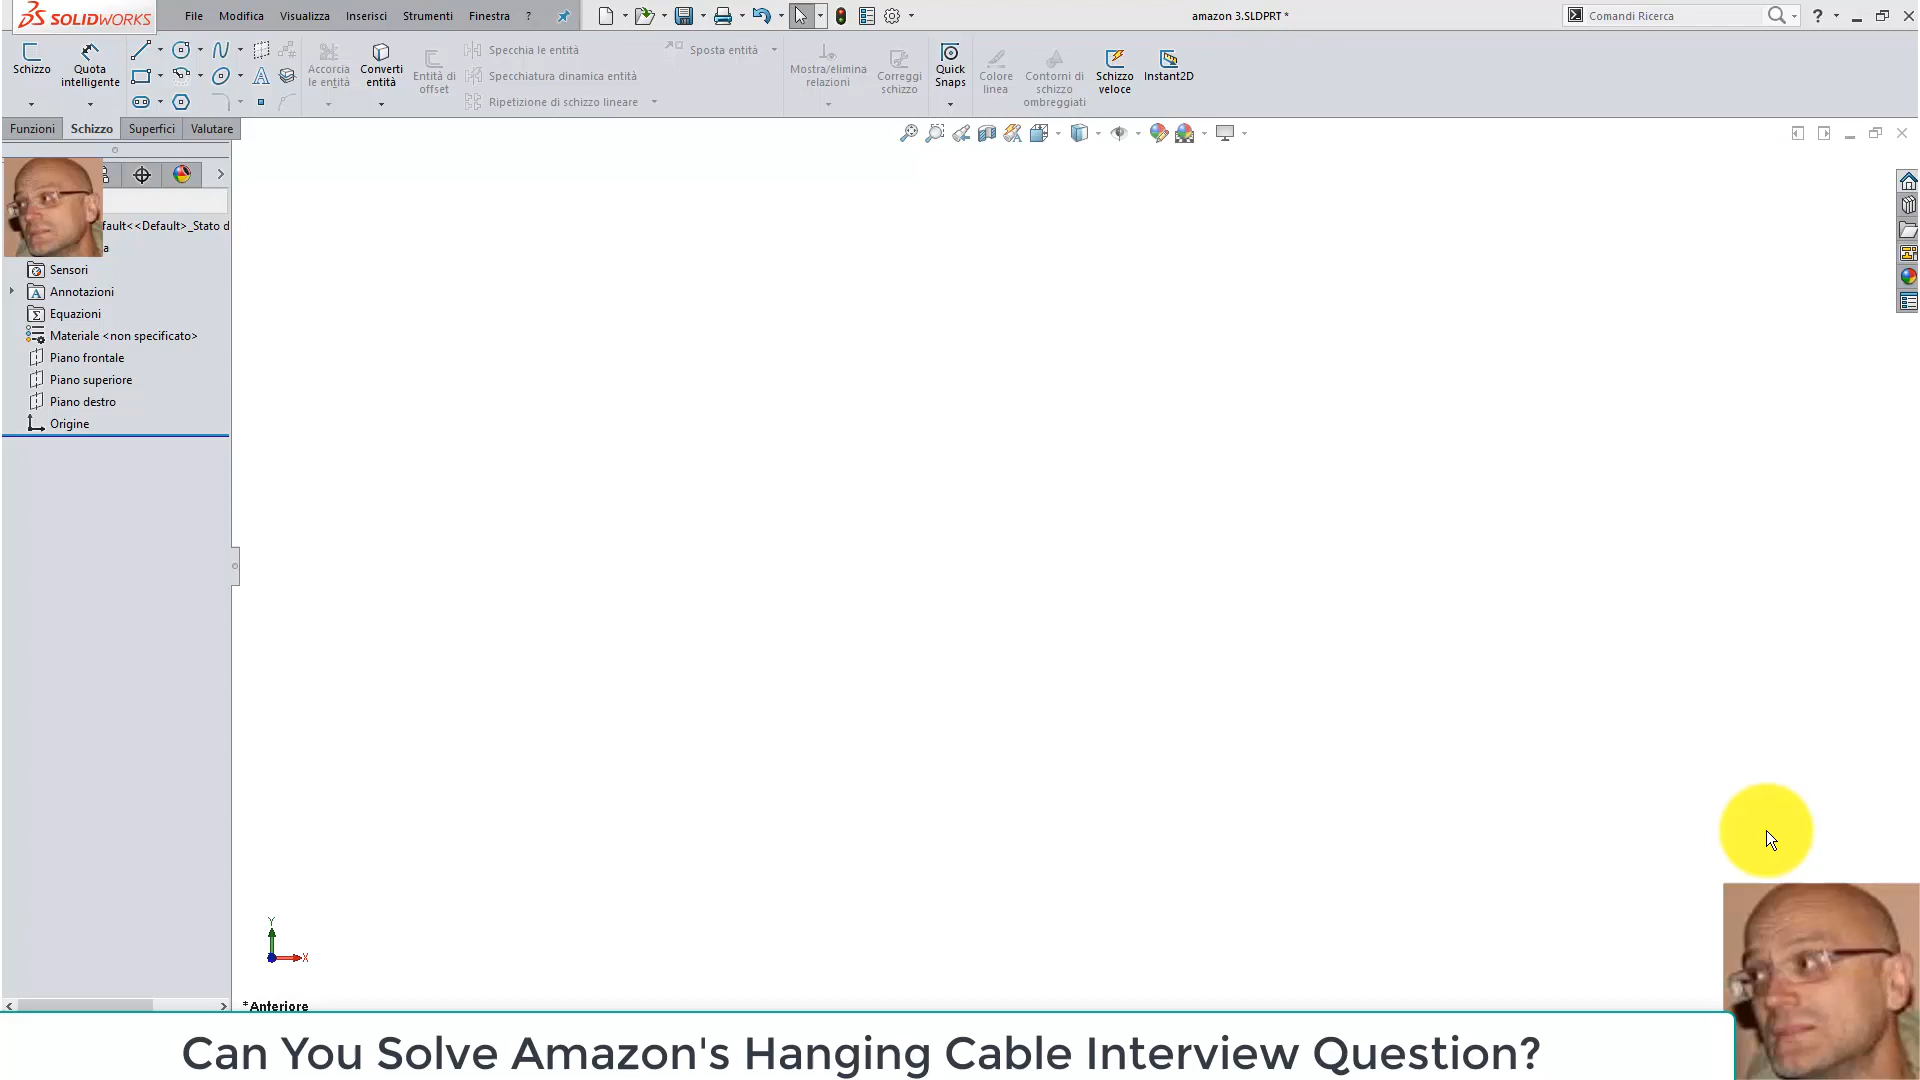 SOLIDWORKS
File Modifica Visualizza Inserisci Strumenti Finestra ?
amazon 3.SLDPRT *
Comandi Ricerca
?
Schizzo
Quota intelligente
Accorcia le entità
Converti entità
Entità di offset
Specchia le entità
Specchiatura dinamica entità
Ripetizione di schizzo lineare
Sposta entità
Mostra/elimina relazioni
Correggi schizzo
Quick Snaps
Colore linea
Contorni di schizzo ombreggiati
Schizzo veloce
Instant2D
Funzioni Schizzo Superfici Valutare
fault<<Default>_Stato d
a
Sensori
Annotazioni
Equazioni
Materiale <non specificato>
Piano frontale
Piano superiore
Piano destro
Origine
Y
X
*Anteriore
Can You Solve Amazon's Hanging Cable Interview Question?